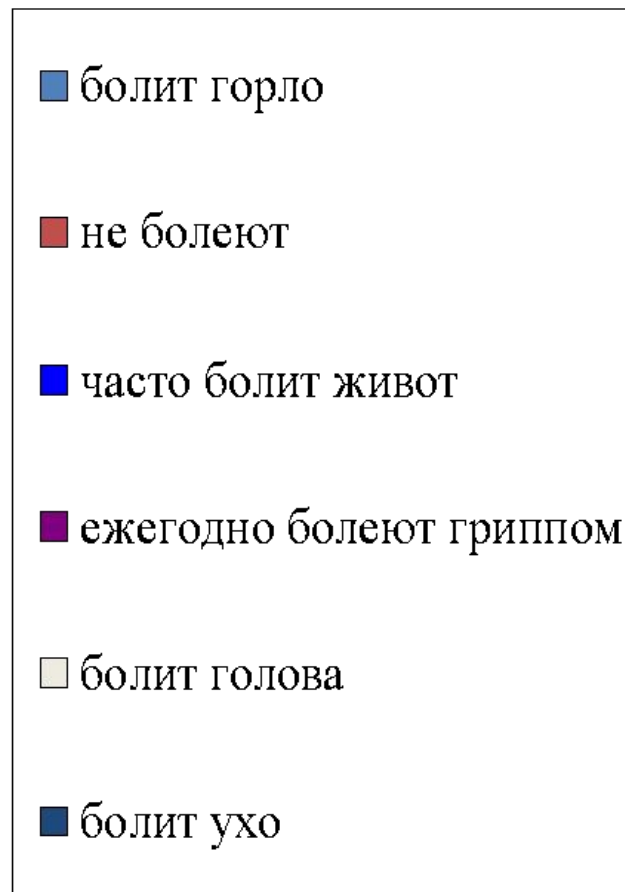 болит горло
не болеют
часто болит живот
ежегодно болеют гриппом
болит голова
болит ухо